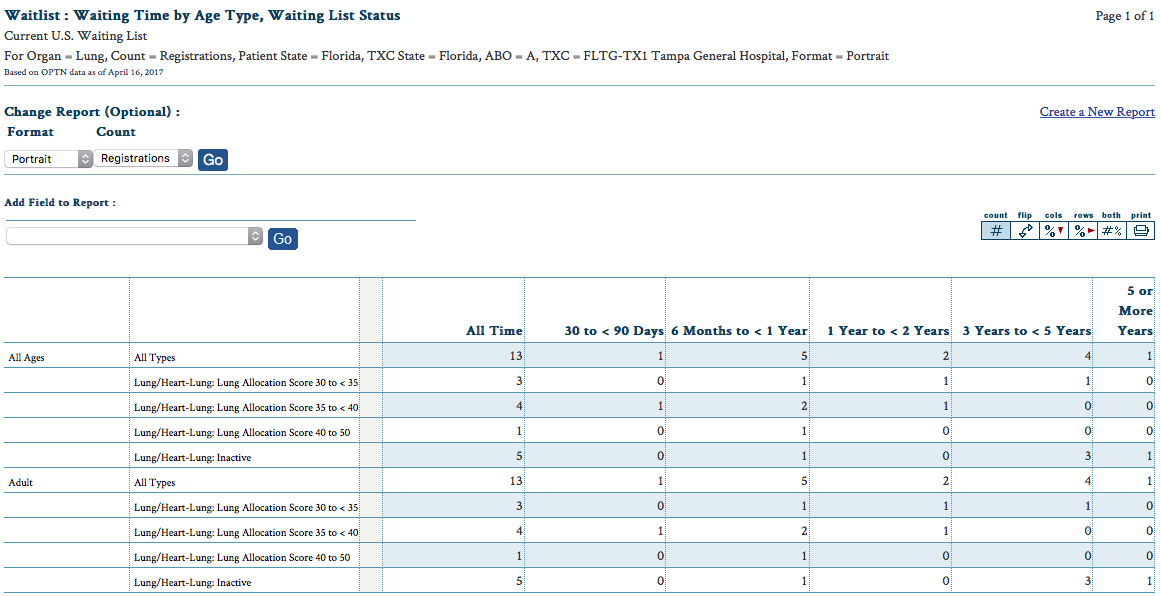 Waitlist : Waiting Time by Age Type, Waiting List Status
Page 1 of 1
Current U.S. Waiting List
For Organ = Lung, Count = Registrations, Patient State = Florida, TXC State = Florida, ABO = A, TXC = FLTG-TX1 Tampa General Hospital, Format = Portrait
Based on OPTN data as of April 16, 2017
Change Report (Optional) :
Create a New Report
Format Count
Portrait Registrations Go
Add Field to Report :
count flip cols rows both print
# % % #%
Go
All Time 30 to < 90 Days 6 Months to < 1 Year 1 Year to < 2 Years 3 Years to < 5 Years 5 or More Years
All Ages All Types 13 1 5 2 4 1
Lung/Heart-Lung: Lung Allocation Score 30 to < 35 3 0 1 1 1 0
Lung/Heart-Lung: Lung Allocation Score 35 to < 40 4 1 2 1 0 0
Lung/Heart-Lung: Lung Allocation Score 40 to 50 1 0 1 0 0 0
Lung/Heart-Lung: Inactive 5 0 1 0 3 1
Adult All Types 13 1 5 2 4 1
Lung/Heart-Lung: Lung Allocation Score 30 to < 35 3 0 1 1 1 0
Lung/Heart-Lung: Lung Allocation Score 35 to < 40 4 1 2 1 0 0
Lung/Heart-Lung: Lung Allocation Score 40 to 50 1 0 1 0 0 0
Lung/Heart-Lung: Inactive 5 0 1 0 3 1